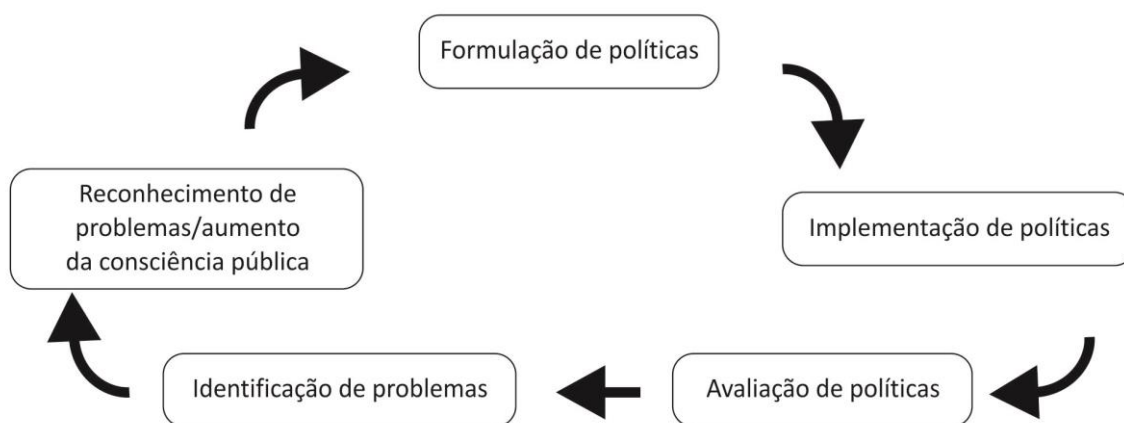 Formulação de políticas
Reconhecimento de
problemas/aumento
da consciência pública
Implementação de políticas
Identificação de problemas
Avaliação de políticas